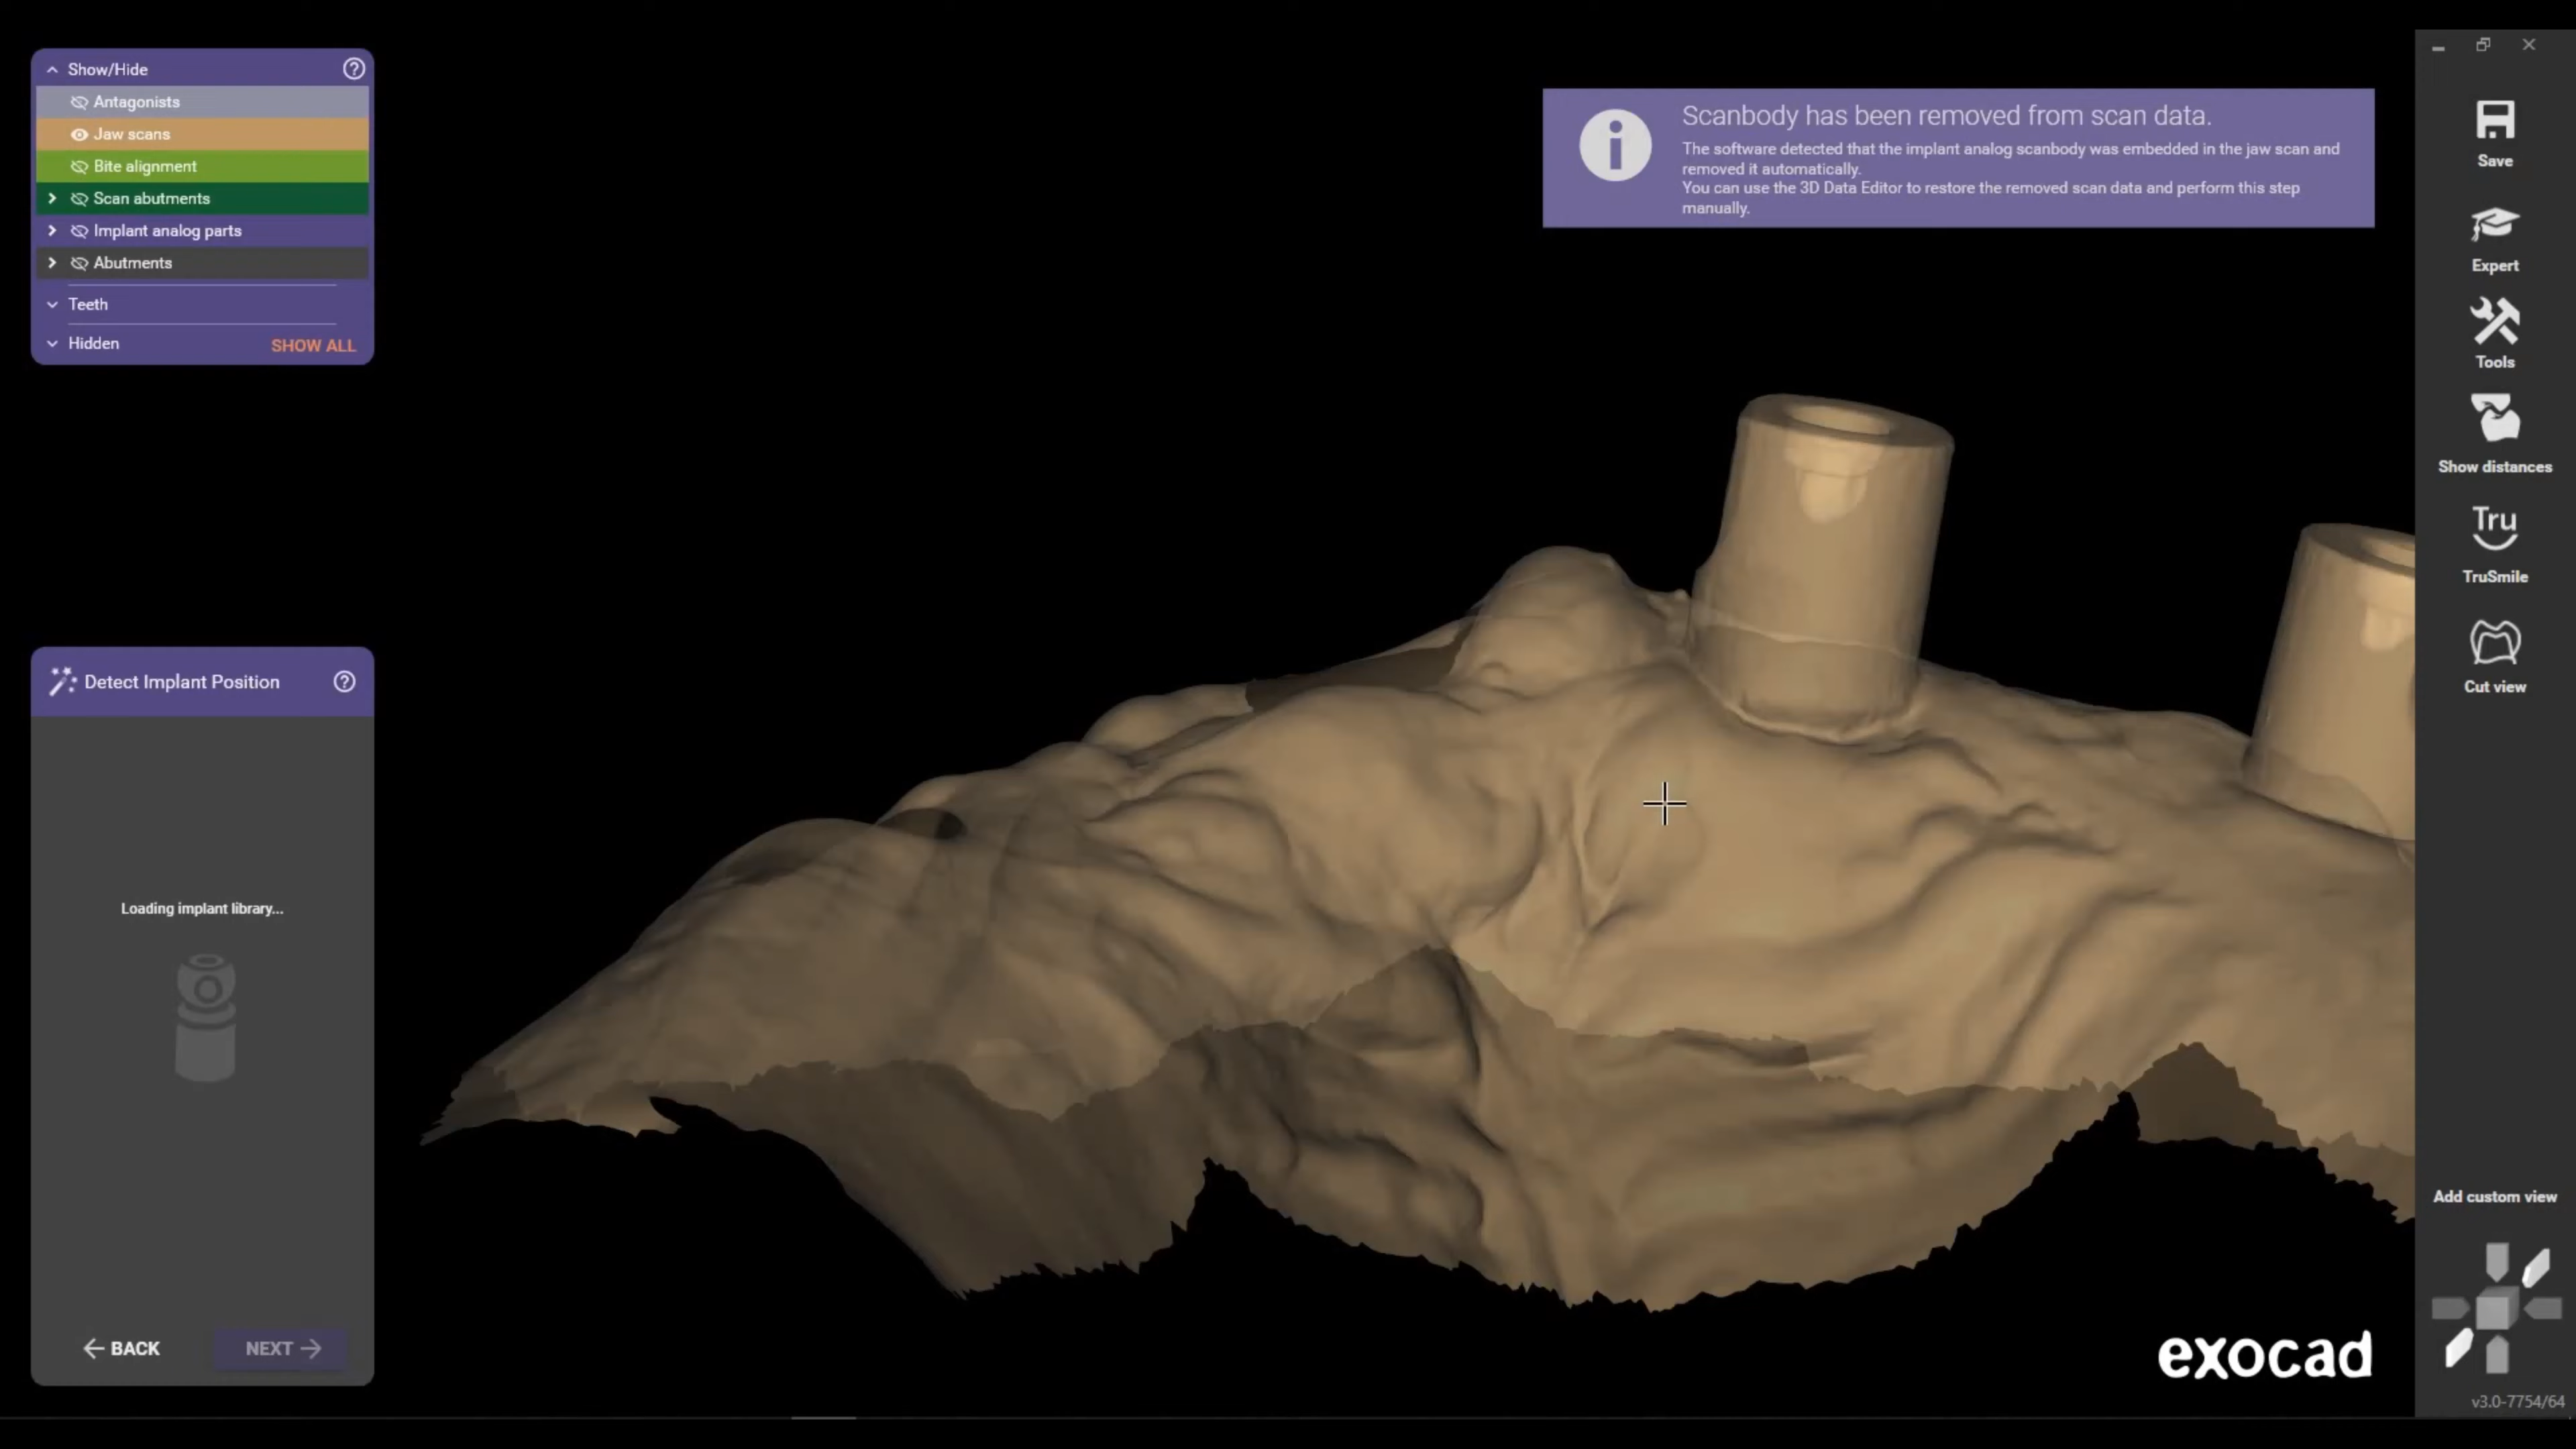 Show/Hide
Antagonists
Jaw scans
Bite alignment
Scan abutments
Implant analog parts
Abutments
Teeth
Hidden
SHOW ALL
Scanbody has been removed from scan data.
The software detected that the implant analog scanbody was embedded in the jaw scan and
removed it automatically.
You can use the 3D Data Editor to restore the removed scan data and perform this step
manually.
Save
Expert
Tools
Show distances
Tru
TruSmile
Cut view
Detect Implant Position
Loading implant library...
BACK
NEXT
Add custom view
exocad
v3.0-7754/64